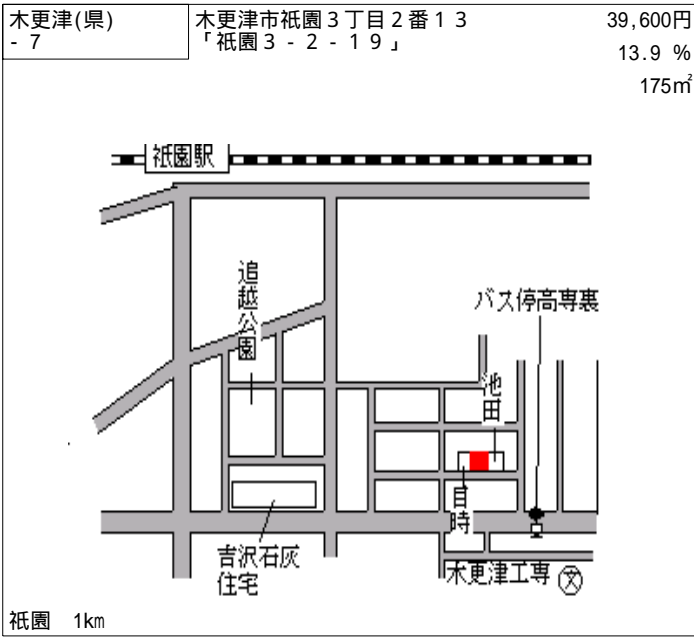 木更津(県)
- 7
木更津市祇園３丁目２番１３
「祇園３－２－１９」
39,600円
13.9 %
175㎡
祇園駅
追越公園
バス停高専裏
池田
目時
吉沢石灰
住宅
木更津工専
文
祇園 1km